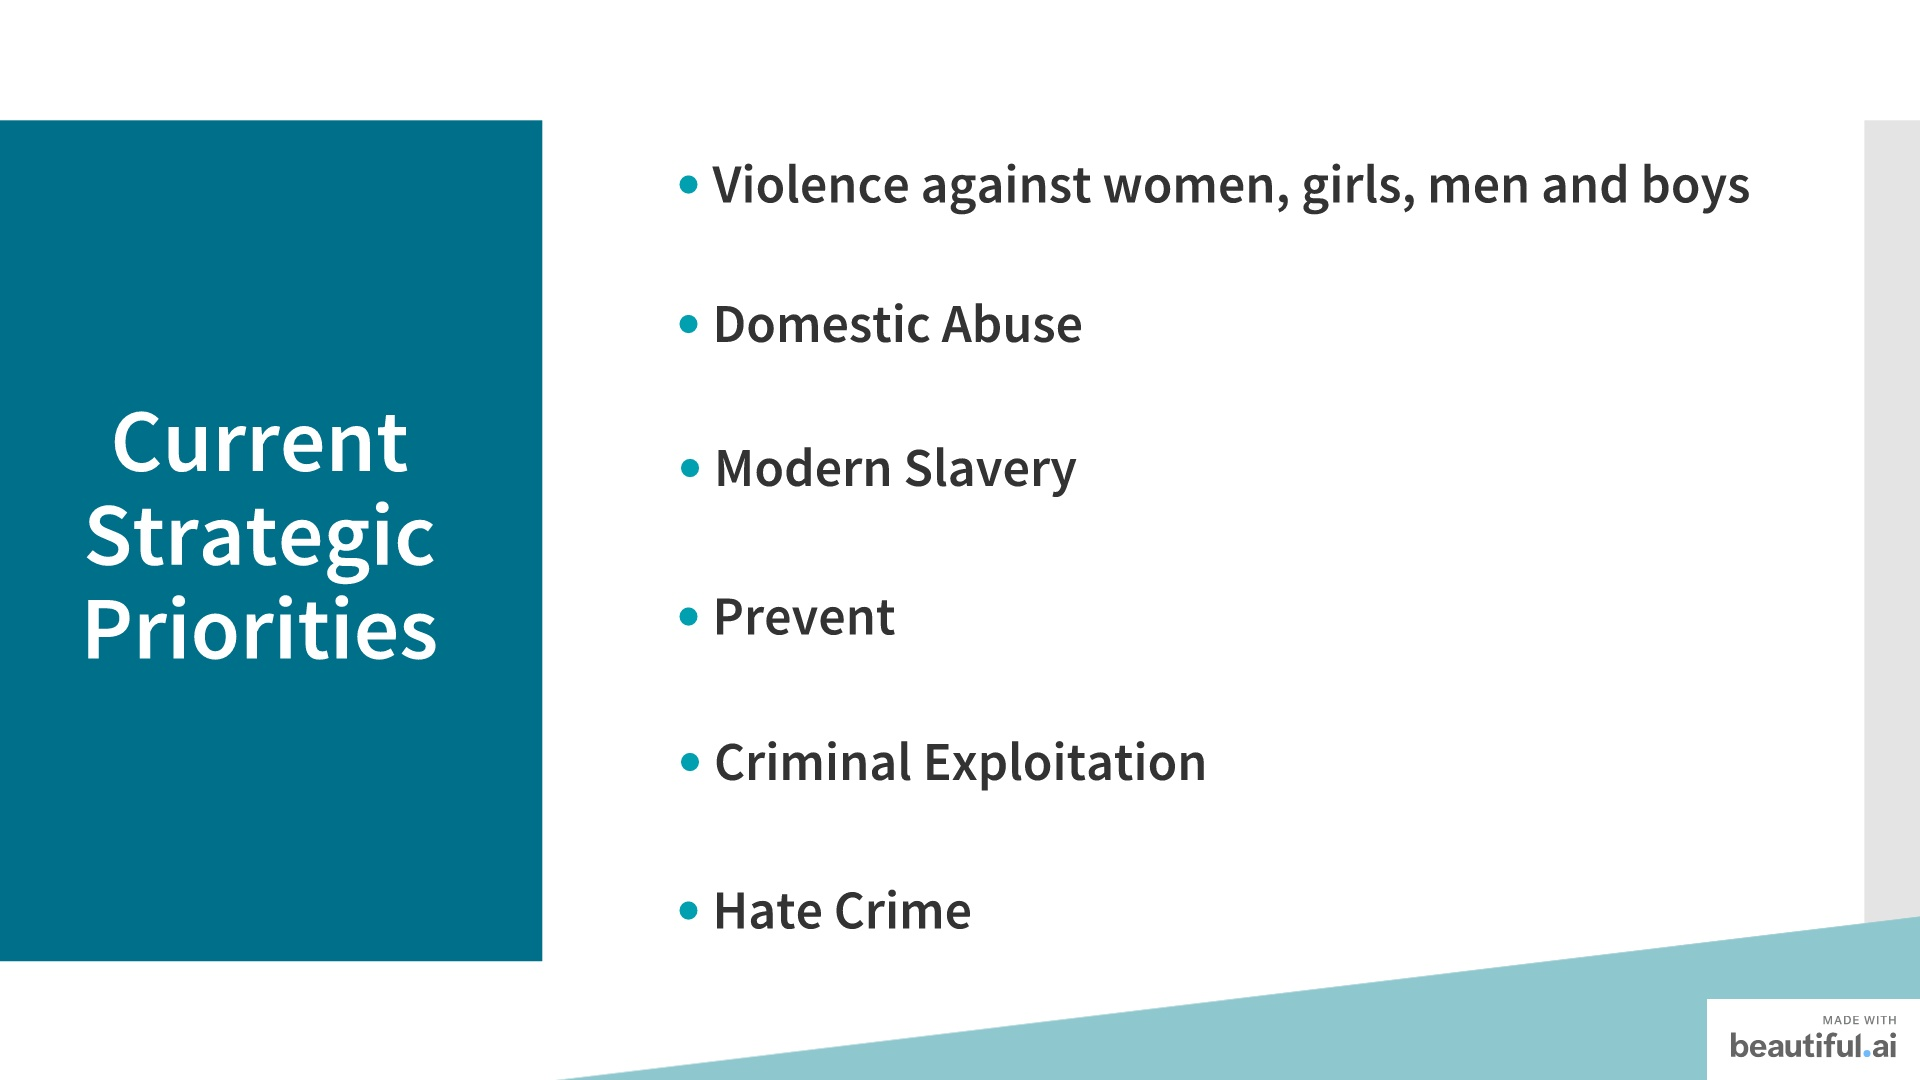 Current
Strategic
Priorities
• Violence against women, girls, men and boys
• Domestic Abuse
• Modern Slavery
• Prevent
• Criminal Exploitation
• Hate Crime
MADE WITH
beautiful.ai